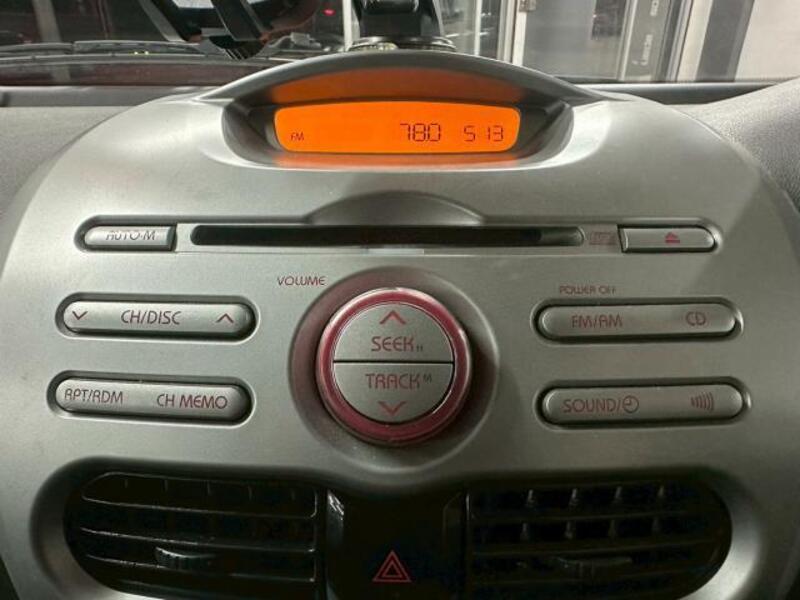 FM 78.0 5:13
AUTO-M
VOLUME
POWER OFF
CH/DISC
SEEK H
FM/AM CD
RPT/RDM CH MEMO
TRACK M
SOUND/